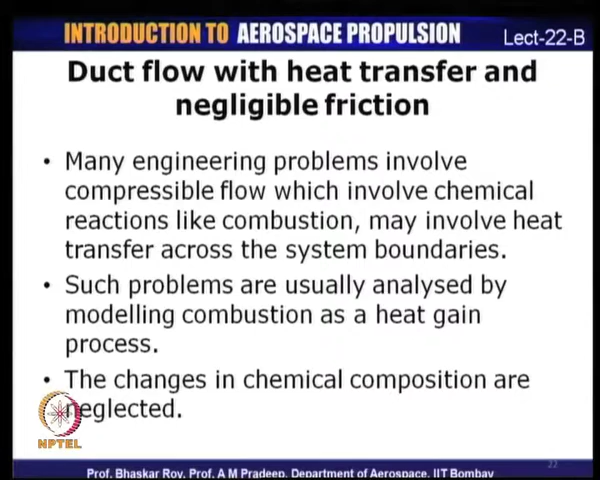 INTRODUCTION TO AEROSPACE PROPULSION
Lect-22-B
Duct flow with heat transfer and
negligible friction
• Many engineering problems involve
compressible flow which involve chemical
reactions like combustion, may involve heat
transfer across the system boundaries.
• Such problems are usually analysed by
modelling combustion as a heat gain
process.
• The changes in chemical composition are
neglected.
NPTEL
22
Prof. Bhaskar Roy, Prof. A M Pradeep, Department of Aerospace, IIT Bombay